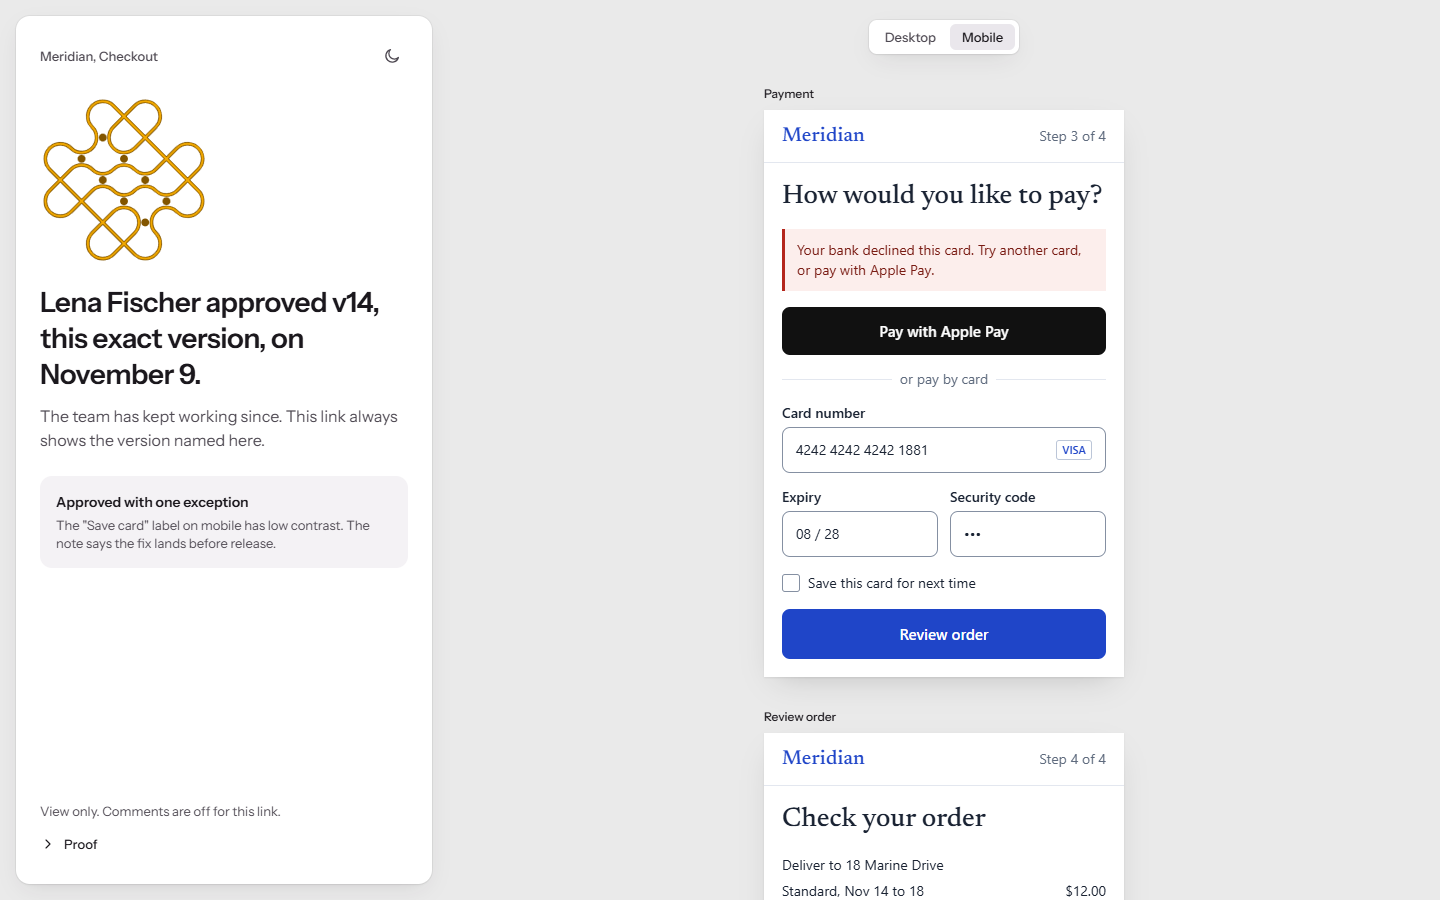 Meridian, Checkout
Lena Fischer approved v14,
this exact version, on
November 9.
The team has kept working since. This link always
shows the version named here.
Approved with one exception
The "Save card" label on mobile has low contrast. The
note says the fix lands before release.
View only. Comments are off for this link.
Proof
Desktop Mobile
Payment
Meridian Step 3 of 4
How would you like to pay?
Your bank declined this card. Try another card,
or pay with Apple Pay.
Pay with Apple Pay
or pay by card
Card number
4242 4242 4242 1881 VISA
Expiry Security code
08 / 28 •••
Save this card for next time
Review order
Review order
Meridian Step 4 of 4
Check your order
Deliver to 18 Marine Drive
Standard, Nov 14 to 18 $12.00